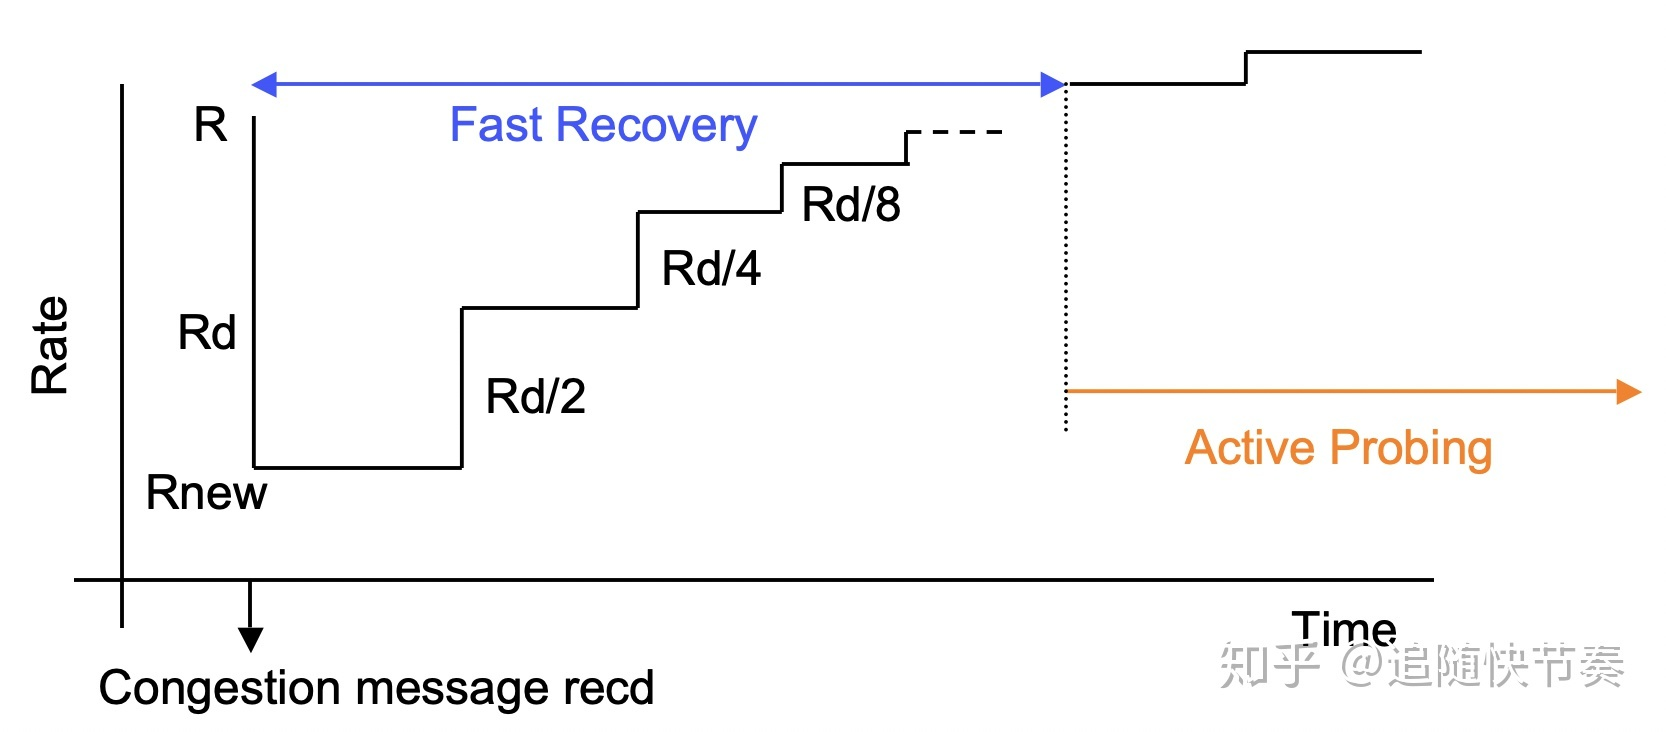 R
Fast Recovery
Rd/8
Rd/4
Rd
Rate
Rd/2
Active Probing
Rnew
Time
知乎 @追随快节奏
Congestion message recd